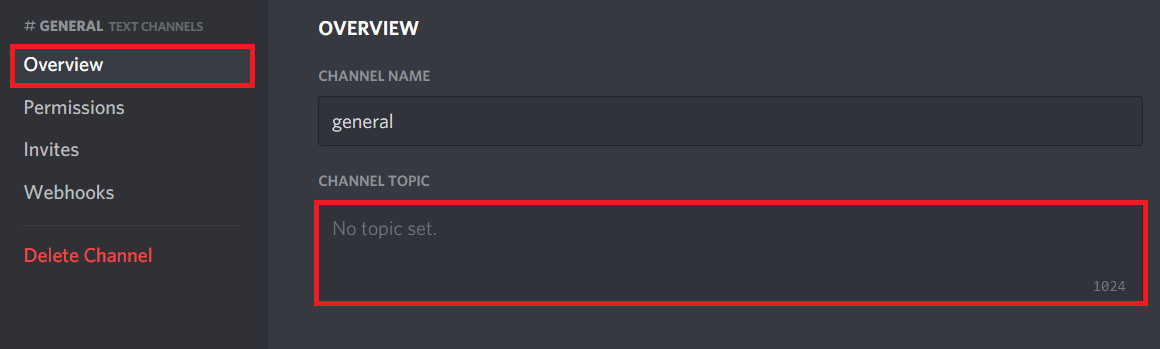 # GENERAL TEXT CHANNELS
Overview
Permissions
Invites
Webhooks
Delete Channel
OVERVIEW
CHANNEL NAME
general
CHANNEL TOPIC
No topic set.
1024